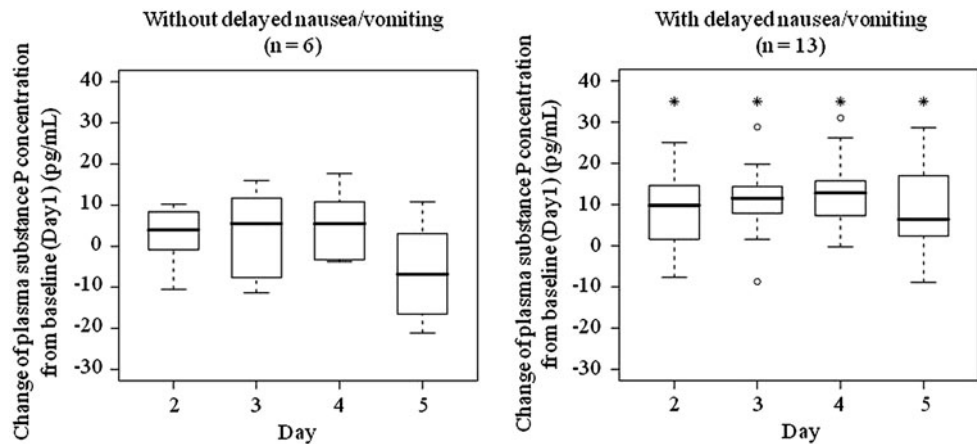 Without delayed nausea/vomiting
(n = 6)
Change of plasma substance P concentration
from baseline (Day1) (pg/mL)
40
30
20
10
0
-10
-20
-30
2 3 4 5
Day
With delayed nausea/vomiting
(n = 13)
Change of plasma substance P concentration
from baseline (Day1) (pg/mL)
40
30
20
10
0
-10
-20
-30
* * * *
2 3 4 5
Day